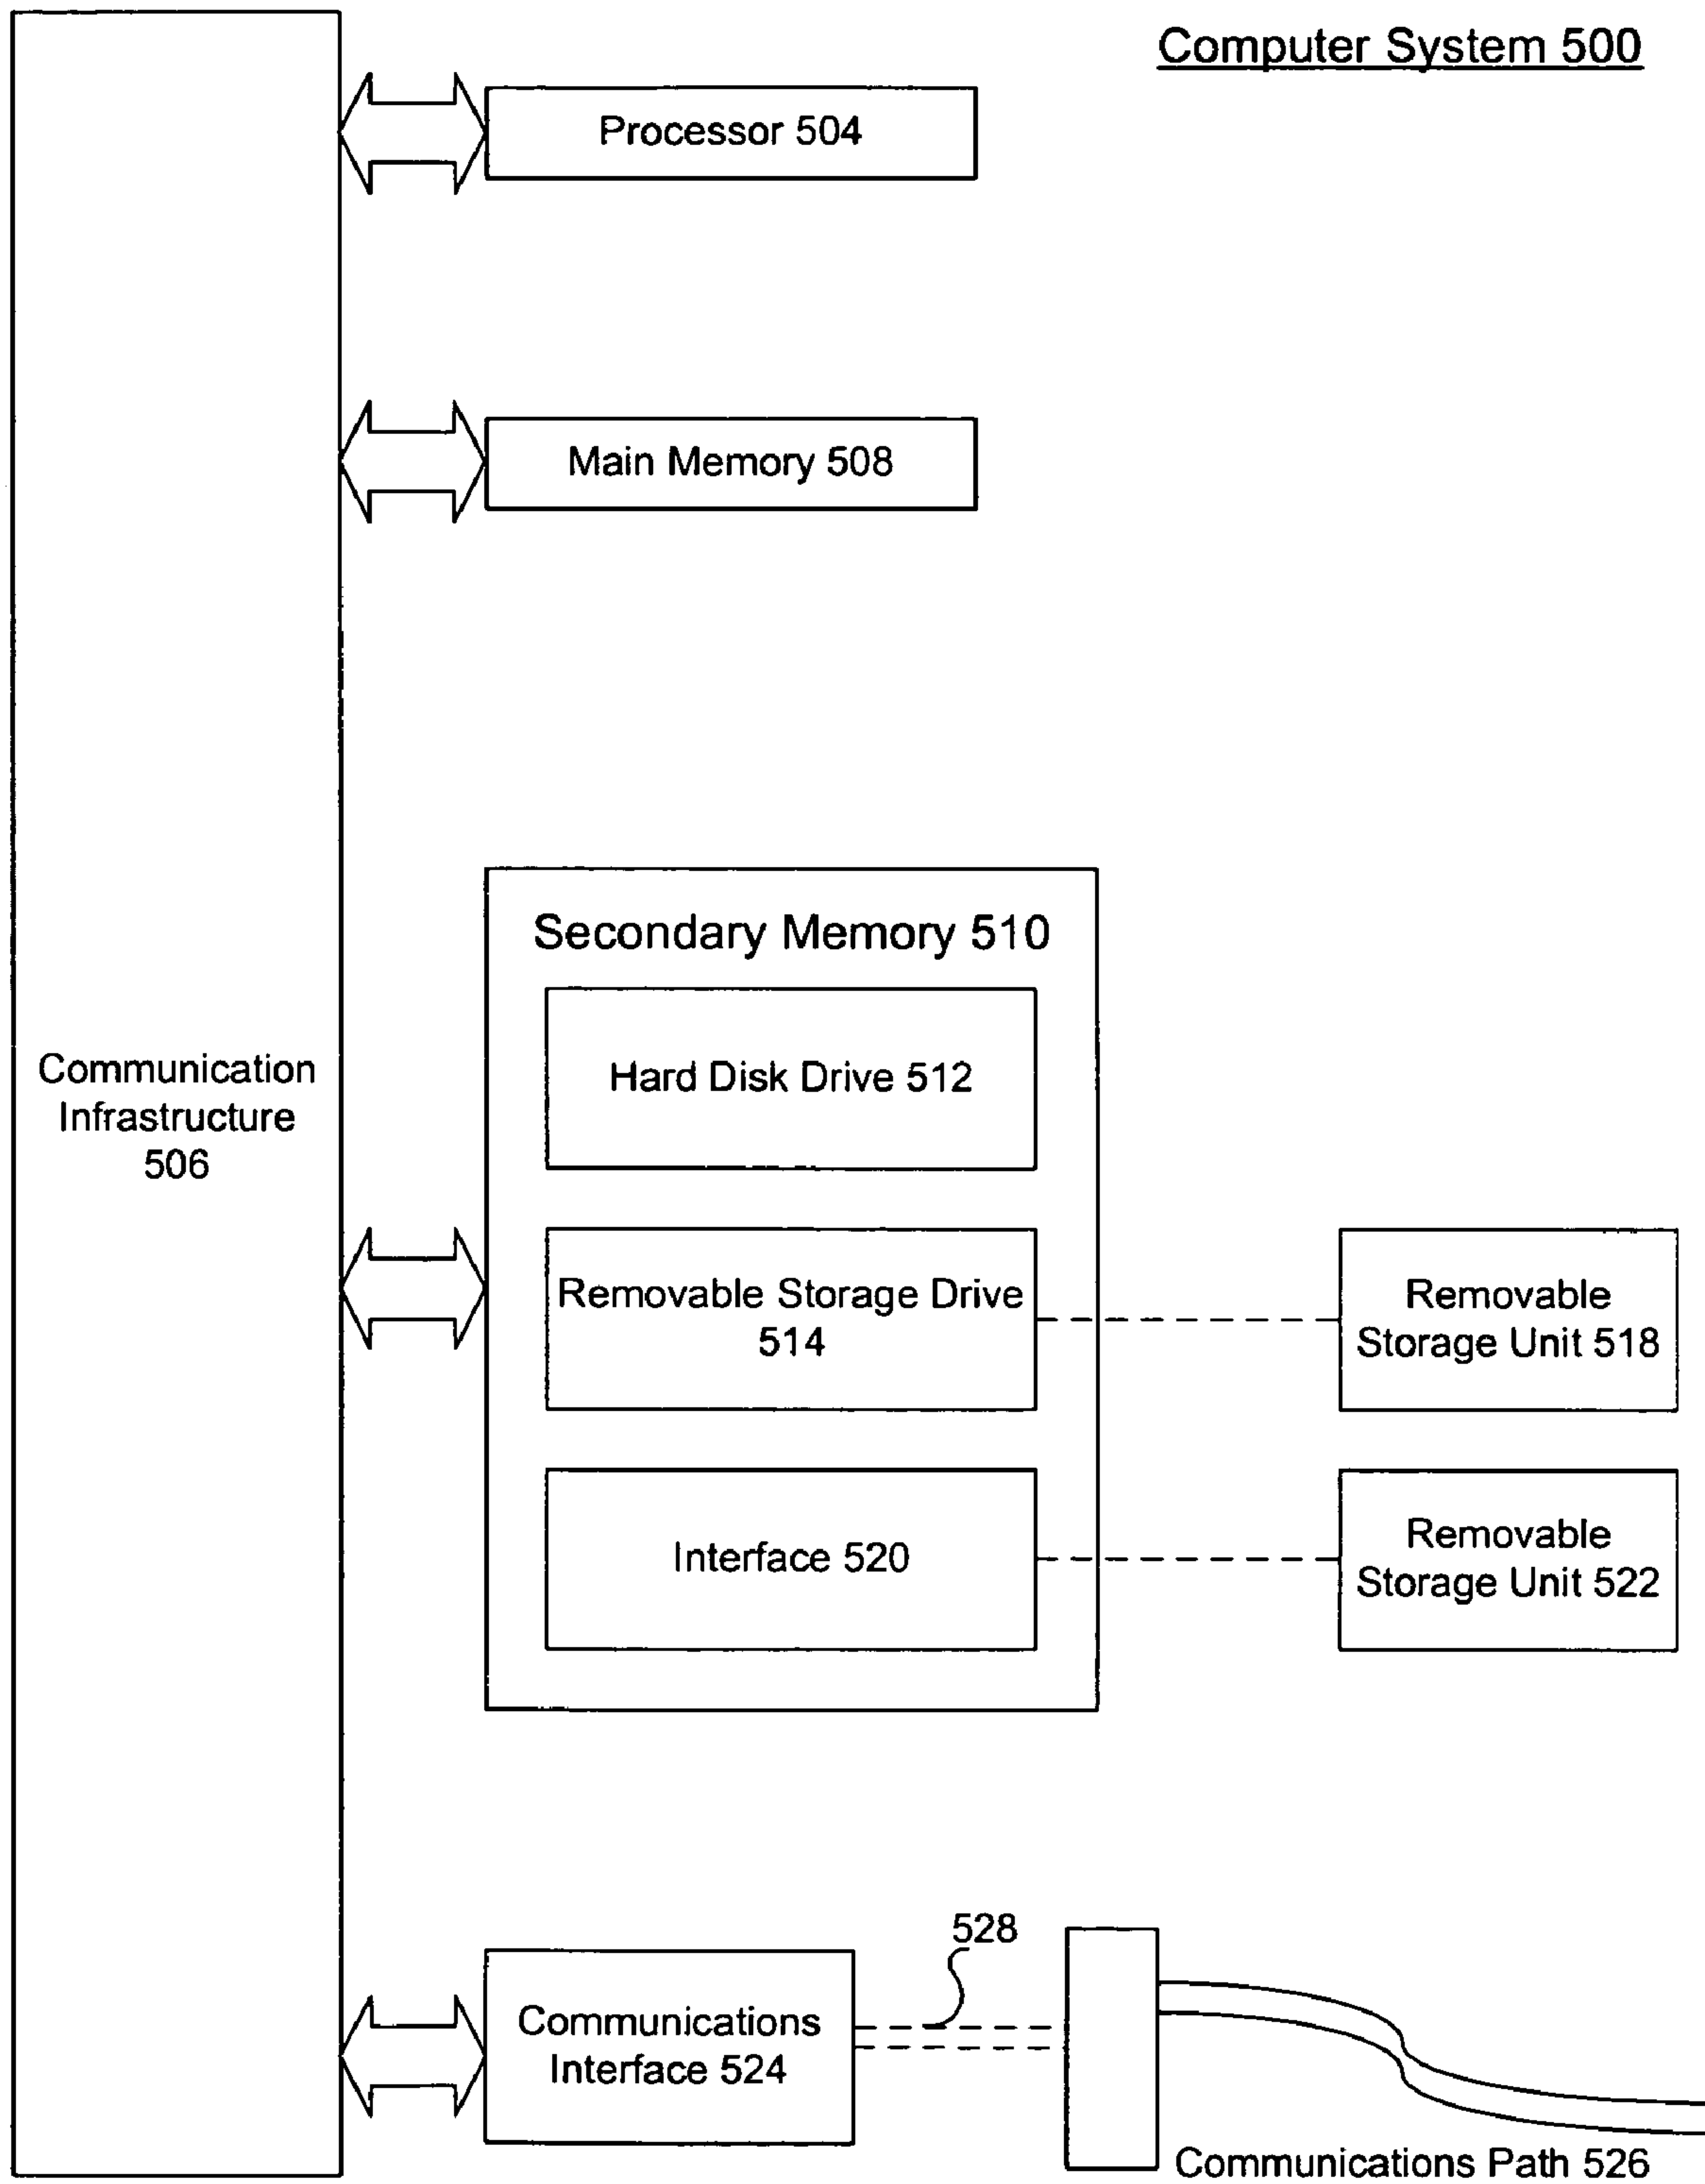 Computer System 500
Processor 504
Main Memory 508
Secondary Memory 510
Hard Disk Drive 512
Communication
Infrastructure
506
Removable Storage Drive
514
Removable
Storage Unit 518
Interface 520
Removable
Storage Unit 522
528
Communications
Interface 524
Communications Path 526